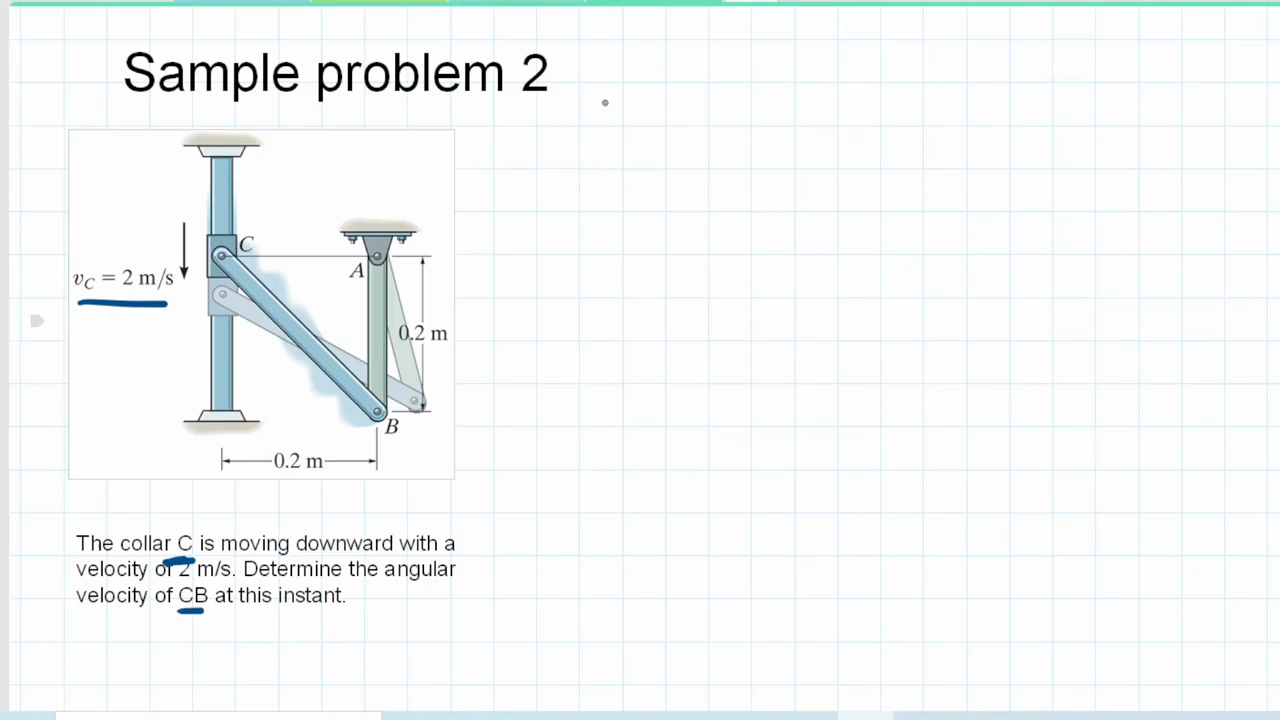 Sample problem 2
C
A
v_C = 2 m/s
0.2 m
B
0.2 m
The collar C is moving downward with a
velocity of 2 m/s. Determine the angular
velocity of CB at this instant.